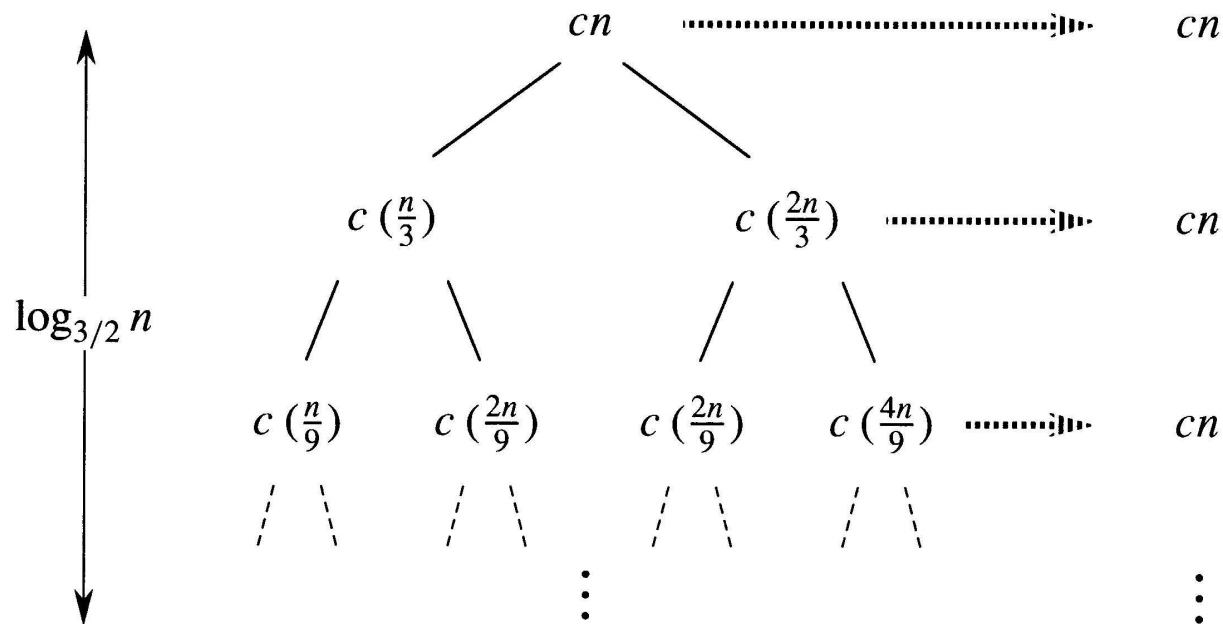 cn cn
c (n/3) c (2n/3) cn
log_{3/2} n
c (n/9) c (2n/9) c (2n/9) c (4n/9) cn